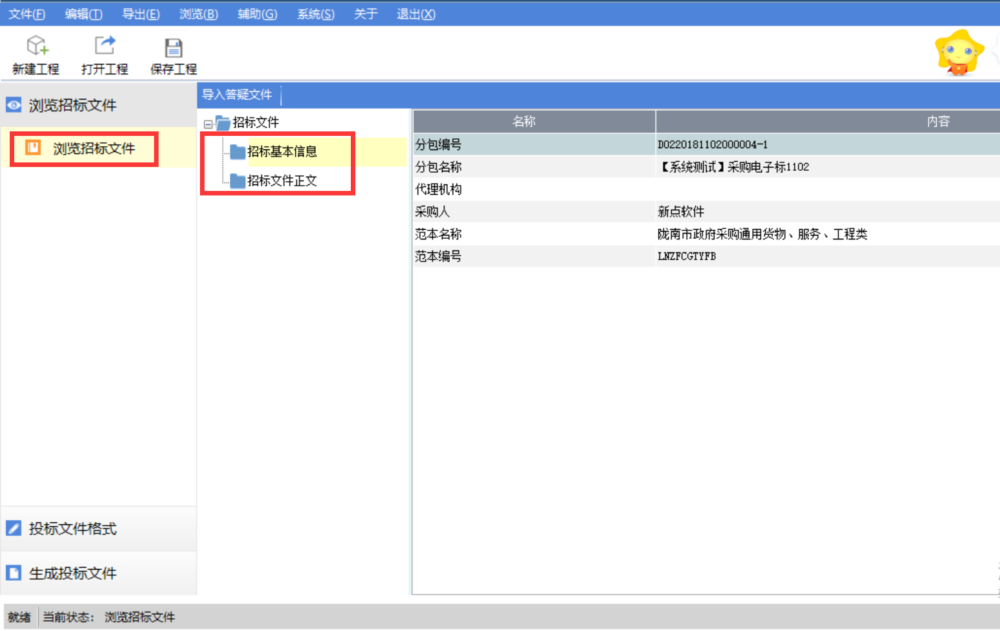 文件(F) 编辑(T) 导出(E) 浏览(B) 辅助(G) 系统(S) 关于 退出(X)
新建工程 打开工程 保存工程
浏览招标文件
浏览招标文件
投标文件格式
生成投标文件
导入答疑文件
招标文件
招标基本信息
招标文件正文
名称 内容
分包编号 D0220181102000004-1
分包名称 【系统测试】采购电子标1102
代理机构
采购人 新点软件
范本名称 陇南市政府采购通用货物、服务、工程类
范本编号 LNZFCGTYFB
就绪 当前状态： 浏览招标文件